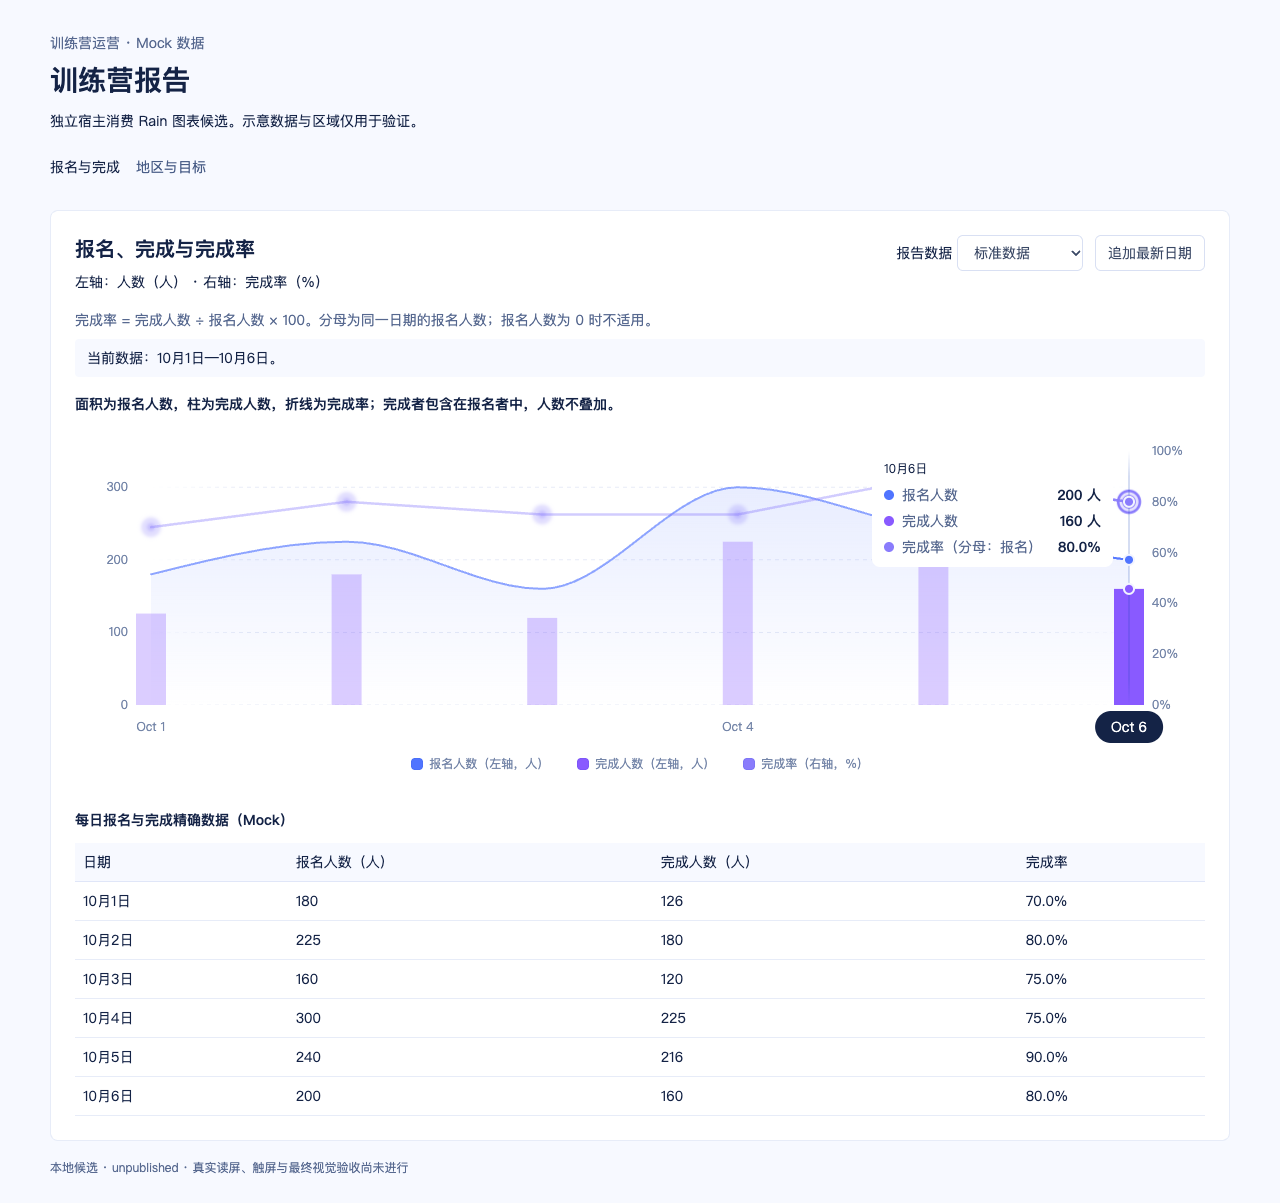 训练营运营 · Mock 数据
训练营报告
独立宿主消费 Rain 图表候选。示意数据与区域仅用于验证。
报名与完成 地区与目标
报名、完成与完成率
报告数据 标准数据 追加最新日期
左轴：人数（人） · 右轴：完成率（%）
完成率 = 完成人数 ÷ 报名人数 × 100。分母为同一日期的报名人数；报名人数为 0 时不适用。
当前数据：10月1日—10月6日。
面积为报名人数，柱为完成人数，折线为完成率；完成者包含在报名者中，人数不叠加。
100%
10月6日
300
报名人数 200 人
80%
完成人数 160 人
完成率（分母：报名） 80.0%
200
60%
40%
100
20%
0
0%
Oct 1 Oct 4 Oct 6
报名人数（左轴，人） 完成人数（左轴，人） 完成率（右轴，%）
每日报名与完成精确数据（Mock）
日期 报名人数（人） 完成人数（人） 完成率
10月1日 180 126 70.0%
10月2日 225 180 80.0%
10月3日 160 120 75.0%
10月4日 300 225 75.0%
10月5日 240 216 90.0%
10月6日 200 160 80.0%
本地候选 · unpublished · 真实读屏、触屏与最终视觉验收尚未进行